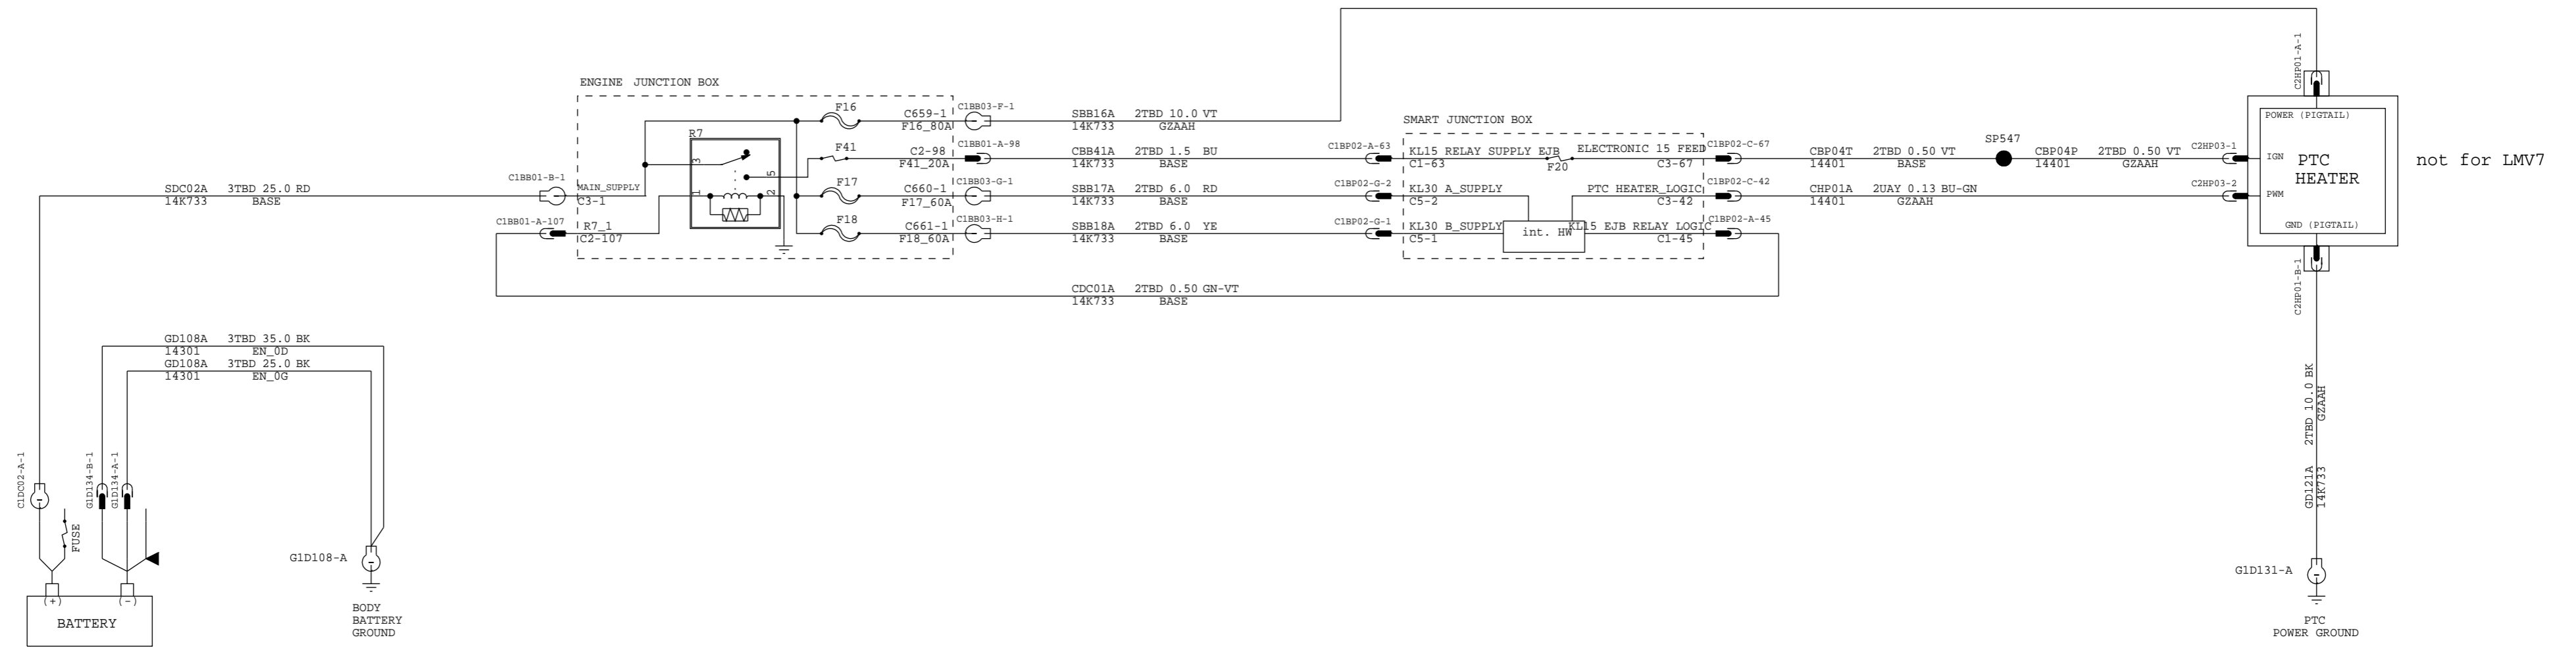 C2HP01-A-1
ENGINE JUNCTION BOX
F16
C659-1
C1BB03-F-1
SBB16A 2TBD 10.0 VT
F16_80A
14K733 GZAAH
POWER (PIGTAIL)
SMART JUNCTION BOX
R7
3
F41
C2-98
C1BB01-A-98
CBB41A 2TBD 1.5 BU
F41_20A
14K733 BASE
C1BP02-A-63
KL15 RELAY SUPPLY EJB
C1-63
F20
ELECTRONIC 15 FEED
C3-67
C1BP02-C-67
CBP04T 2TBD 0.50 VT
14401 BASE
SP547
CBP04P 2TBD 0.50 VT
14401 GZAAH
C2HP03-1
IGN
PTC
HEATER
not for LMV7
SDC02A 3TBD 25.0 RD
14K733 BASE
C1BB01-B-1
MAIN_SUPPLY
C3-1
1
5
2
F17
C660-1
C1BB03-G-1
F17_60A
SBB17A 2TBD 6.0 RD
14K733 BASE
C1BP02-G-2
KL30 A_SUPPLY
C5-2
PTC HEATER_LOGIC
C3-42
C1BP02-C-42
CHP01A 2UAY 0.13 BU-GN
14401 GZAAH
C2HP03-2
PWM
C1BB01-A-107
R7_1
C2-107
F18
C661-1
C1BB03-H-1
F18_60A
SBB18A 2TBD 6.0 YE
14K733 BASE
C1BP02-G-1
KL30 B_SUPPLY
C5-1
int. HW
KL15 EJB RELAY LOGIC
C1-45
C1BP02-A-45
GND (PIGTAIL)
C2HP01-B-1
CDC01A 2TBD 0.50 GN-VT
14K733 BASE
GD108A 3TBD 35.0 BK
14301 EN_0D
GD108A 3TBD 25.0 BK
14301 EN_0G
GD121A 2TBD 10.0 BK
14K733 GZAAH
C1DC02-A-1
G1D134-B-1
G1D134-A-1
FUSE
G1D108-A
G1D131-A
(+) (-)
BATTERY
BODY
BATTERY
GROUND
PTC
POWER GROUND